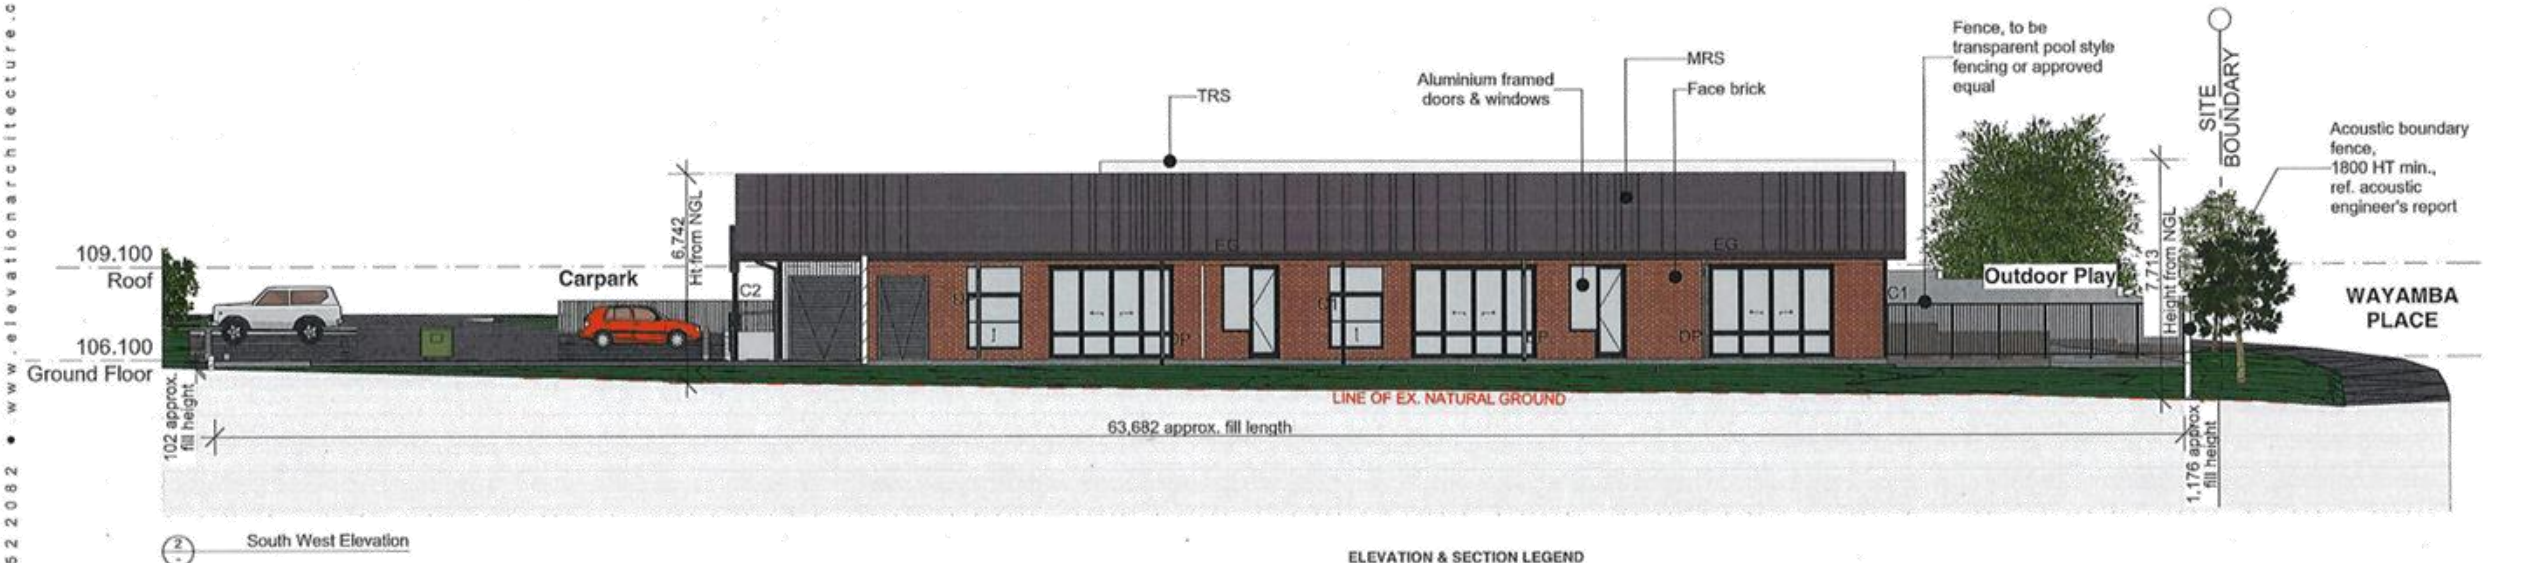 www.elevationarchitecture.c
522082
TRS
Aluminium framed
doors & windows
MRS
Face brick
Fence, to be
transparent pool style
fencing or approved
equal
SITE
BOUNDARY
Acoustic boundary
fence,
1800 HT min.,
ref. acoustic
engineer's report
109.100
Roof
106.100
Ground Floor
Carpark
6,742
Ht from NGL
C2
EG
EG
DP
DP
DP
C1
Outdoor Play
7,713
Height from NGL
WAYAMBA
PLACE
LINE OF EX. NATURAL GROUND
102 approx.
fill height
63,682 approx. fill length
1,176 approx
fill height
2
South West Elevation
ELEVATION & SECTION LEGEND